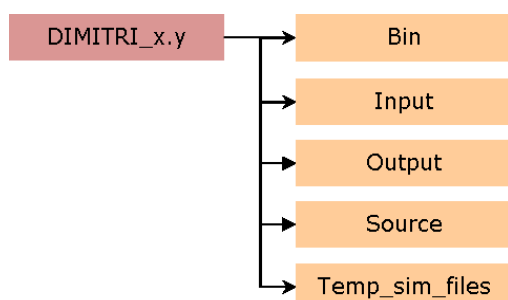 DIMITRI_x.y
Bin
Input
Output
Source
Temp_sim_files